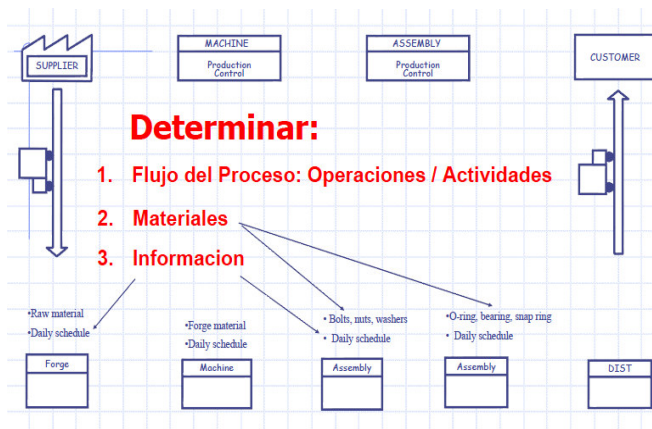 SUPPLIER
MACHINE
Production
Control
ASSEMBLY
Production
Control
CUSTOMER
Determinar:
1. Flujo del Proceso: Operaciones / Actividades
2. Materiales
3. Informacion
•Raw material
•Daily schedule
•Forge material
•Daily schedule
• Bolts, nuts, washers
• Daily schedule
•O-ring, bearing, snap ring
• Daily schedule
Forge
Machine
Assembly
Assembly
DIST